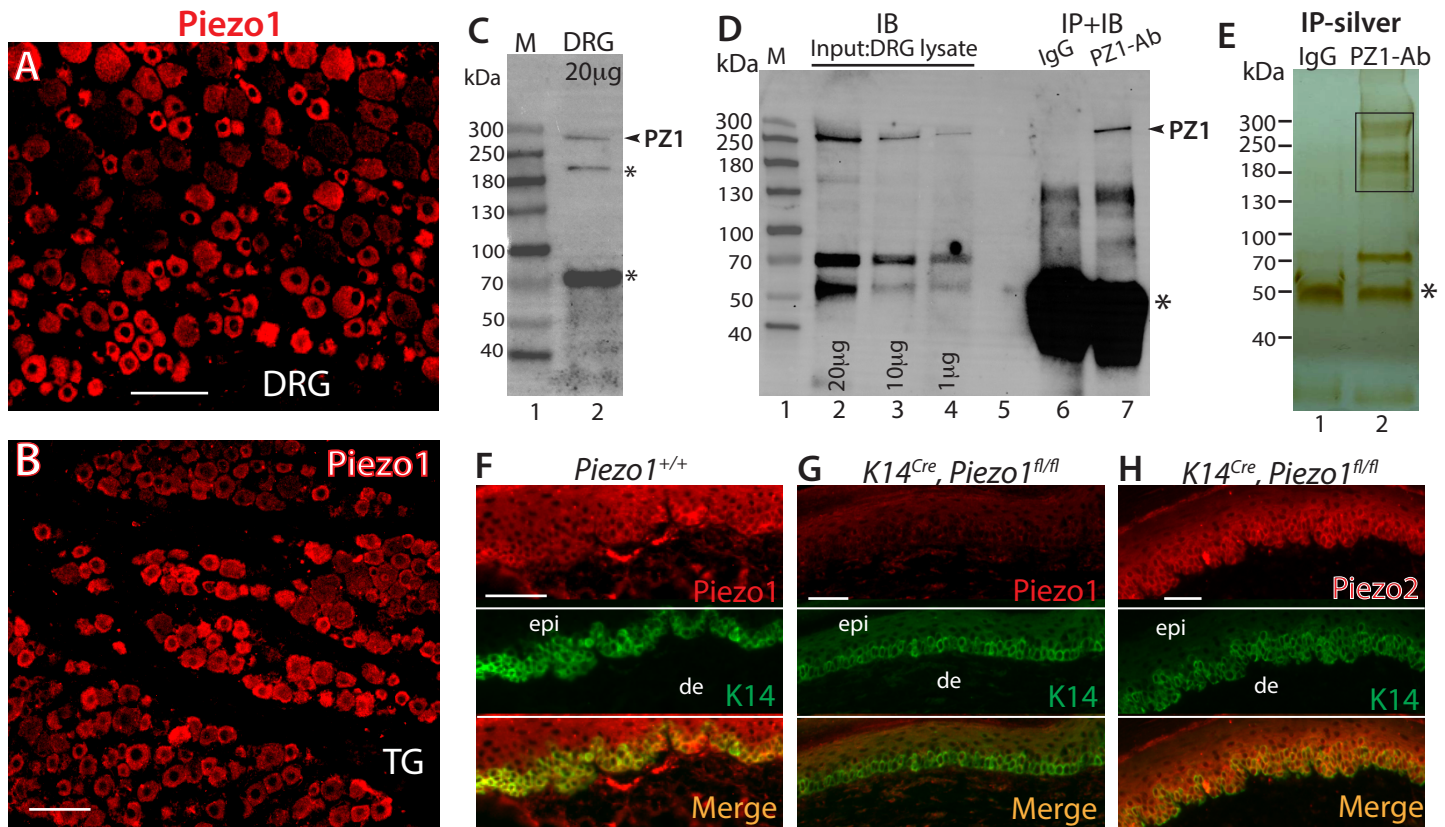 Piezo1
A
DRG
B
Piezo1
TG
C
M
DRG
20µg
kDa
300
250
180
130
100
70
50
40
PZ1
*
*
1
2
D
IB
IP+IB
Input:DRG lysate
M
IgG
PZ1-Ab
kDa
300
250
180
130
100
70
50
40
PZ1
*
20µg
10µg
1µg
1
2
3
4
5
6
7
E
IP-silver
IgG
PZ1-Ab
kDa
300
250
180
130
100
70
50
40
*
1
2
F
Piezo1+/+
Piezo1
epi
de
K14
Merge
G
K14Cre, Piezo1fl/fl
Piezo1
epi
de
K14
Merge
H
K14Cre, Piezo1fl/fl
Piezo2
epi
de
K14
Merge